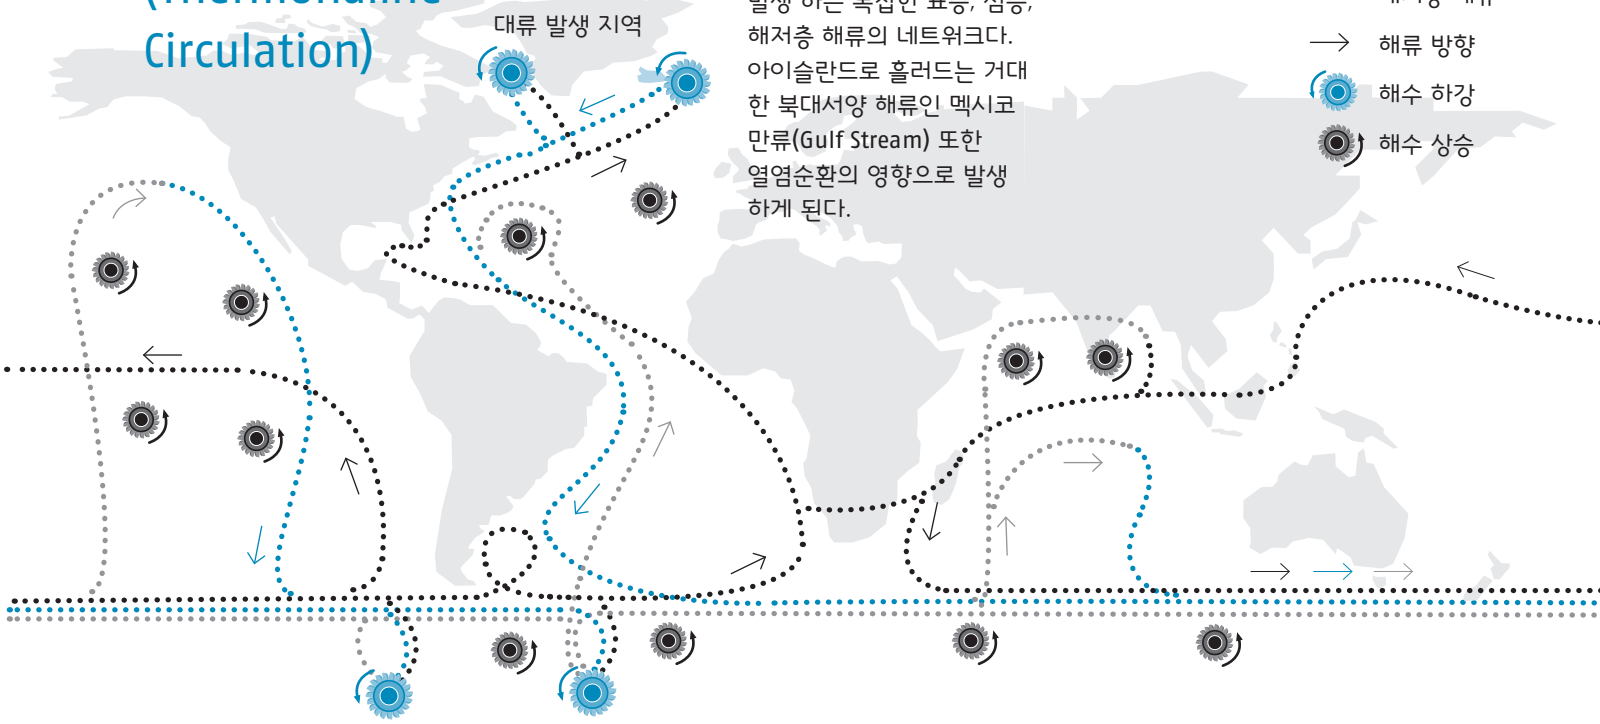 Circulation)
대류 발생 지역
해저층 해류의 네트워크다.
아이슬란드로 흘러드는 거대
한 북대서양 해류인 멕시코
만류(Gulf Stream) 또한
열염순환의 영향으로 발생
하게 된다.
해류 방향
해수 하강
해수 상승